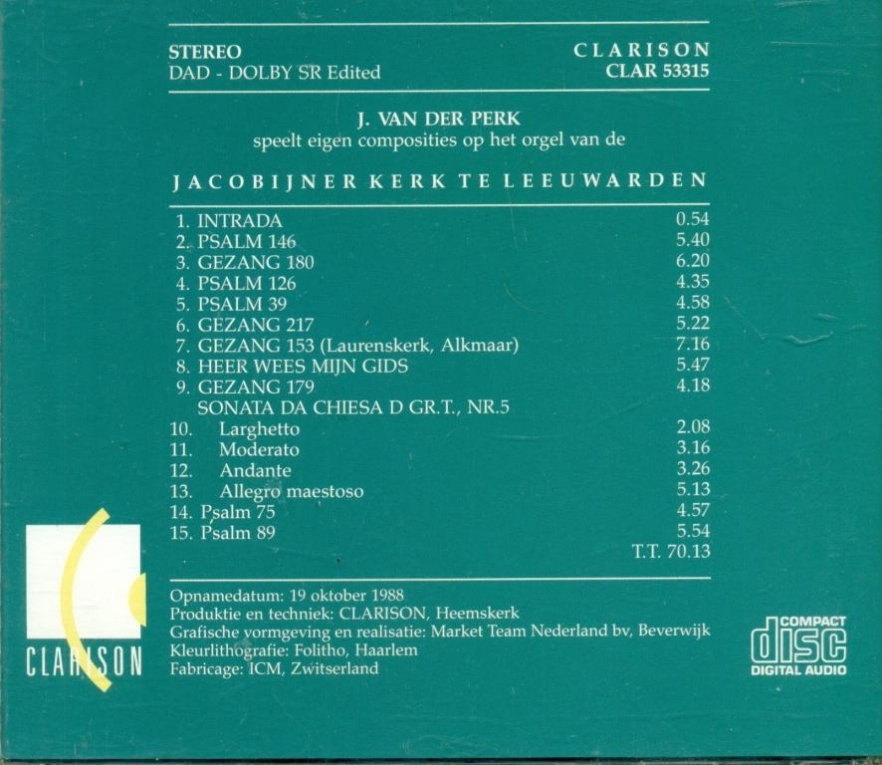 STEREO CLARISON
DAD - DOLBY SR Edited CLAR 53315
J. VAN DER PERK
speelt eigen composities op het orgel van de
JACOBIJNER KERK TE LEEUWARDEN
1. INTRADA 0.54
2. PSALM 146 5.40
3. GEZANG 180 6.20
4. PSALM 126 4.35
5. PSALM 39 4.58
6. GEZANG 217 5.22
7. GEZANG 153 (Laurenskerk, Alkmaar) 7.16
8. HEER WEES MIJN GIDS 5.47
9. GEZANG 179 4.18
SONATA DA CHIESA D GR.T., NR.5
10. Larghetto 2.08
11. Moderato 3.16
12. Andante 3.26
13. Allegro maestoso 5.13
14. Psalm 75 4.57
15. Psalm 89 5.54
T.T. 70.13
Opnamedatum: 19 oktober 1988
Produktie en techniek: CLARISON, Heemskerk
Grafische vormgeving en realisatie: Market Team Nederland bv, Beverwijk
Kleurlithografie: Folitho, Haarlem
Fabricage: ICM, Zwitserland
CLARISON
COMPACT
disc
DIGITAL AUDIO